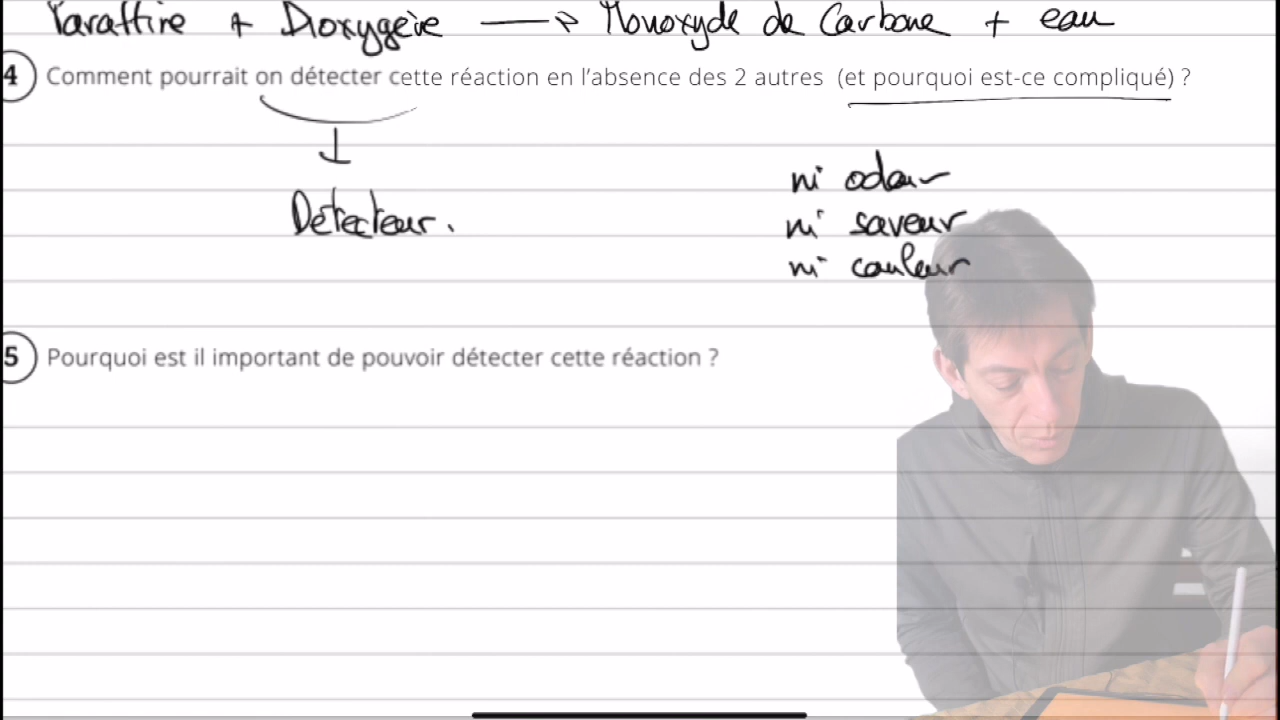 Paraffine + Dioxygène → Monoxyde de Carbone + eau
4 Comment pourrait on détecter cette réaction en l'absence des 2 autres (et pourquoi est-ce compliqué) ?
ni odeur
Détecteur.
ni saveur
ni couleur
5 Pourquoi est il important de pouvoir détecter cette réaction ?